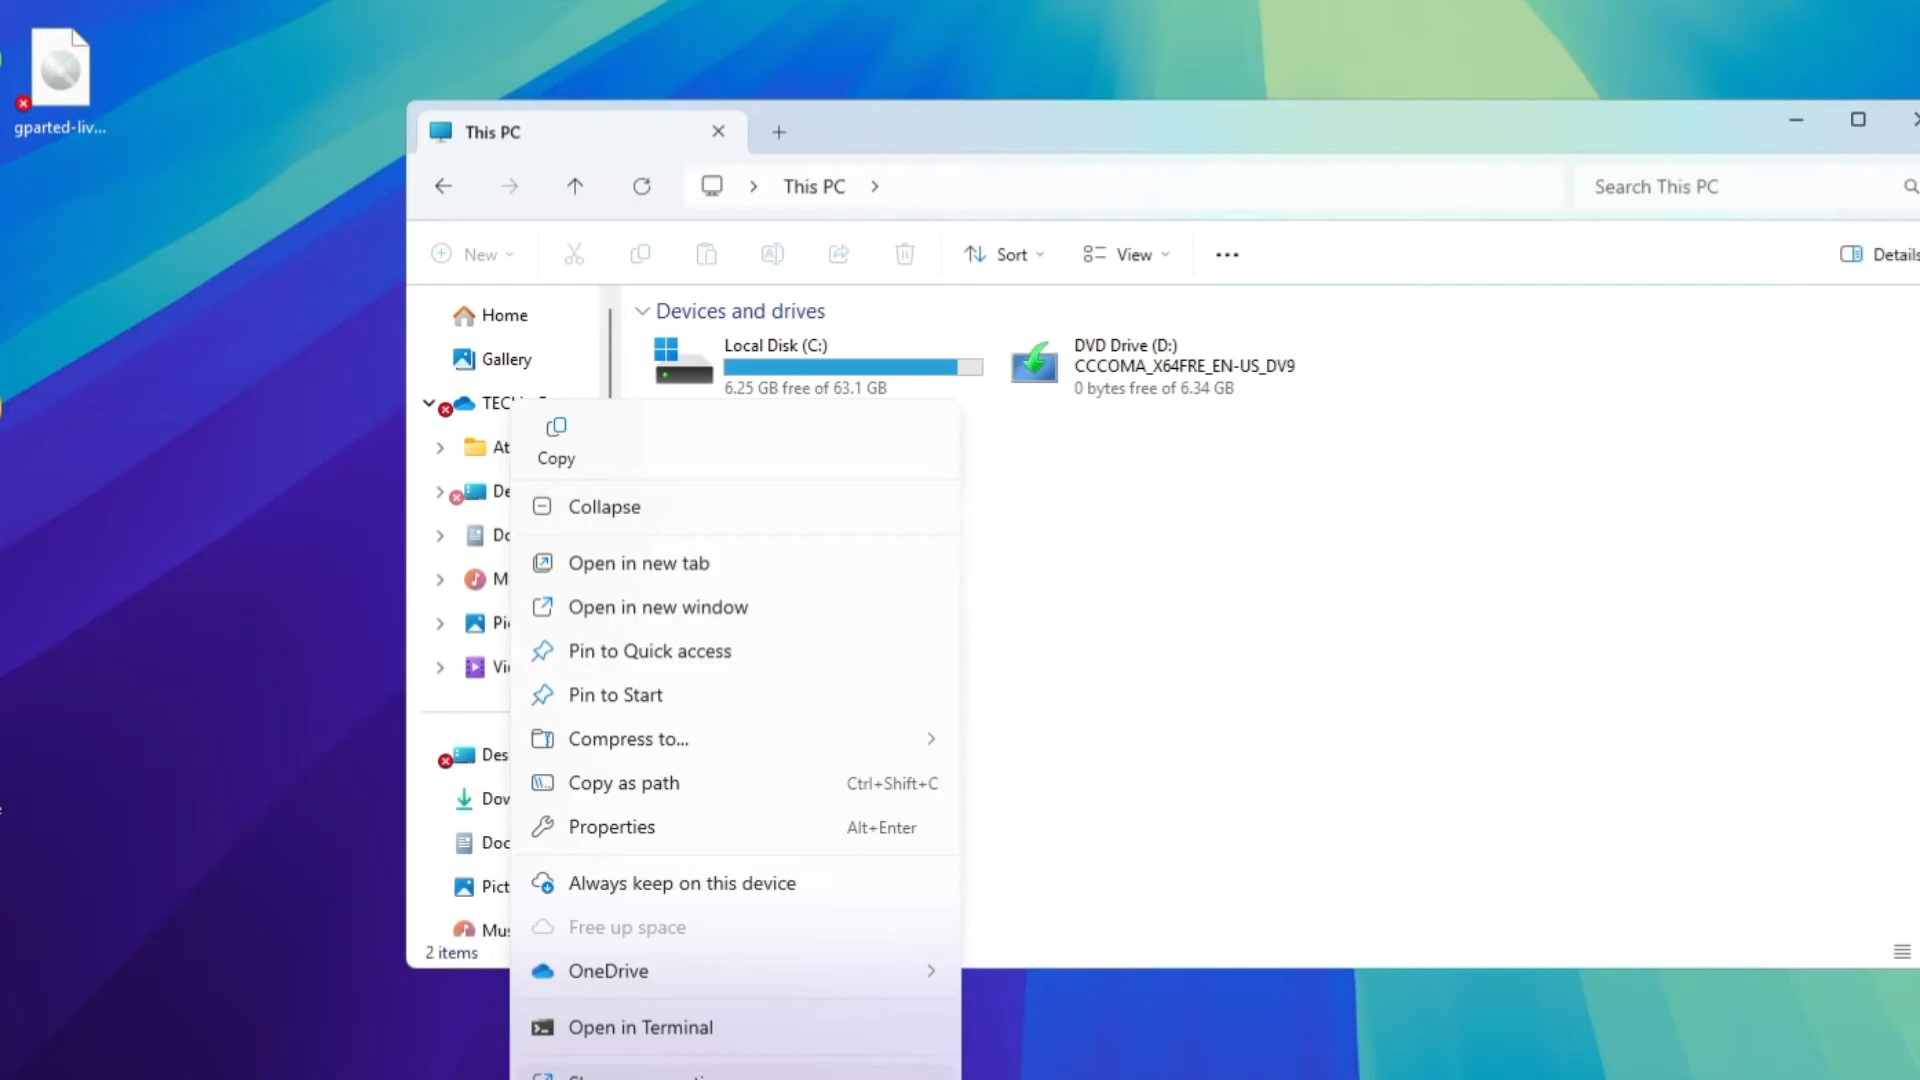 gparted-liv...
This PC
This PC
Search This PC
New
Sort
View
Details
Home
Gallery
Devices and drives
Local Disk (C:)
6.25 GB free of 63.1 GB
DVD Drive (D:)
CCCOMA_X64FRE_EN-US_DV9
0 bytes free of 6.34 GB
TECH
At
De
Do
M
Pi
Vi
Des
Dov
Doc
Pict
Mus
2 items
Copy
Collapse
Open in new tab
Open in new window
Pin to Quick access
Pin to Start
Compress to...
Copy as path Ctrl+Shift+C
Properties Alt+Enter
Always keep on this device
Free up space
OneDrive
Open in Terminal